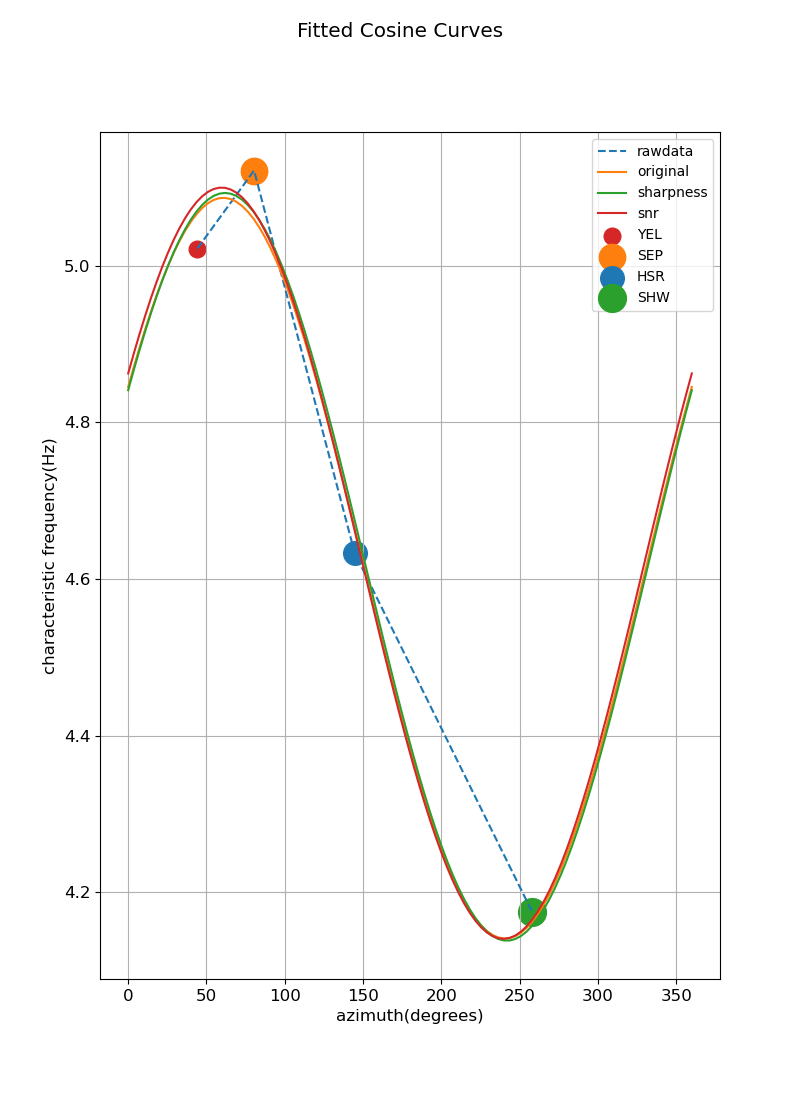 Fitted Cosine Curves
rawdata
original
sharpness
snr
YEL
SEP
HSR
SHW
5.0
4.8
4.6
4.4
4.2
characteristic frequency(Hz)
0 50 100 150 200 250 300 350
azimuth(degrees)